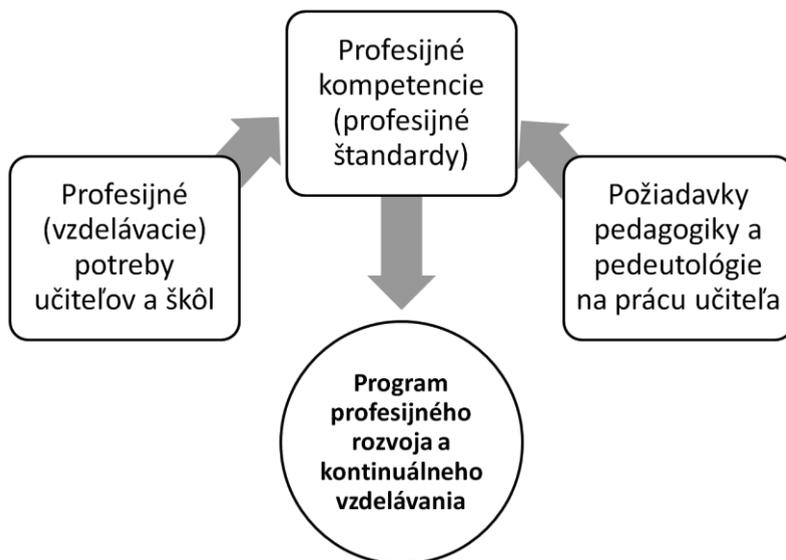 Profesijné
kompetencie
(profesijné
štandardy)
Profesijné
(vzdelávacie)
potreby
učiteľov a škôl
Požiadavky
pedagogiky a
pedeutológie
na prácu učiteľa
Program
profesijného
rozvoja a
kontinuálneho
vzdelávania